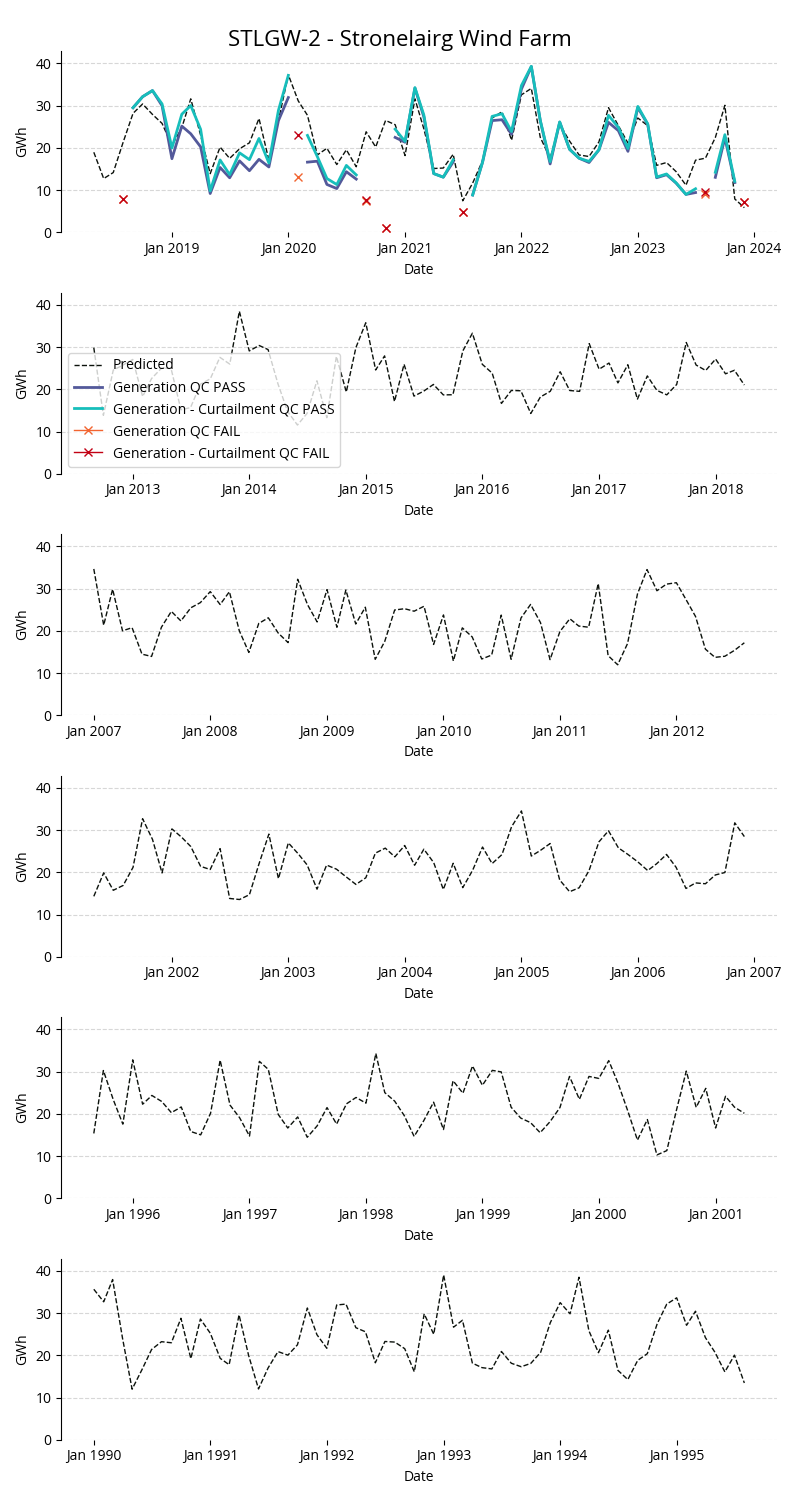 STLGW-2 - Stronelairg Wind Farm
40
30
20
10
0
GWh
Jan 2019 Jan 2020 Jan 2021 Jan 2022 Jan 2023 Jan 2024
Date
40
30
20
10
0
GWh
Predicted
Generation QC PASS
Generation - Curtailment QC PASS
Generation QC FAIL
Generation - Curtailment QC FAIL
Jan 2013 Jan 2014 Jan 2015 Jan 2016 Jan 2017 Jan 2018
Date
40
30
20
10
0
GWh
Jan 2007 Jan 2008 Jan 2009 Jan 2010 Jan 2011 Jan 2012
Date
40
30
20
10
0
GWh
Jan 2002 Jan 2003 Jan 2004 Jan 2005 Jan 2006 Jan 2007
Date
40
30
20
10
0
GWh
Jan 1996 Jan 1997 Jan 1998 Jan 1999 Jan 2000 Jan 2001
Date
40
30
20
10
0
GWh
Jan 1990 Jan 1991 Jan 1992 Jan 1993 Jan 1994 Jan 1995
Date